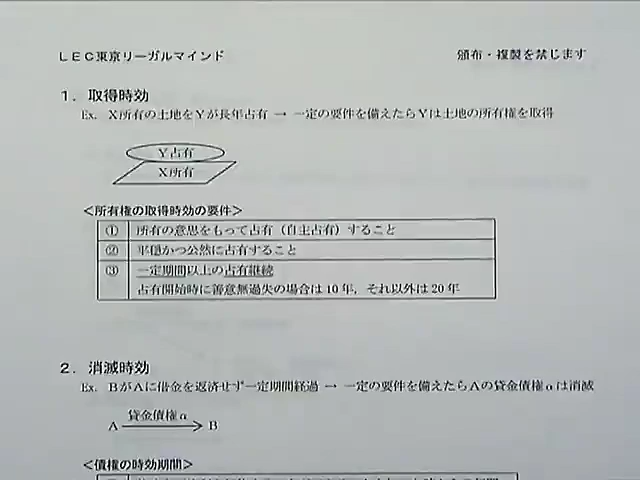 LEC東京リーガルマインド
頒布・複製を禁じます
1．取得時効
Ex. X所有の土地をYが長年占有 → 一定の要件を備えたらYは土地の所有権を取得
Y占有
X所有
＜所有権の取得時効の要件＞
① 所有の意思をもって占有（自主占有）すること
② 平穏かつ公然に占有すること
③ 一定期間以上の占有継続
占有開始時に善意無過失の場合は10年，それ以外は20年
2．消滅時効
Ex. BがAに借金を返済せず一定期間経過 → 一定の要件を備えたらAの貸金債権αは消滅
貸金債権α
A → B
＜債権の時効期間＞